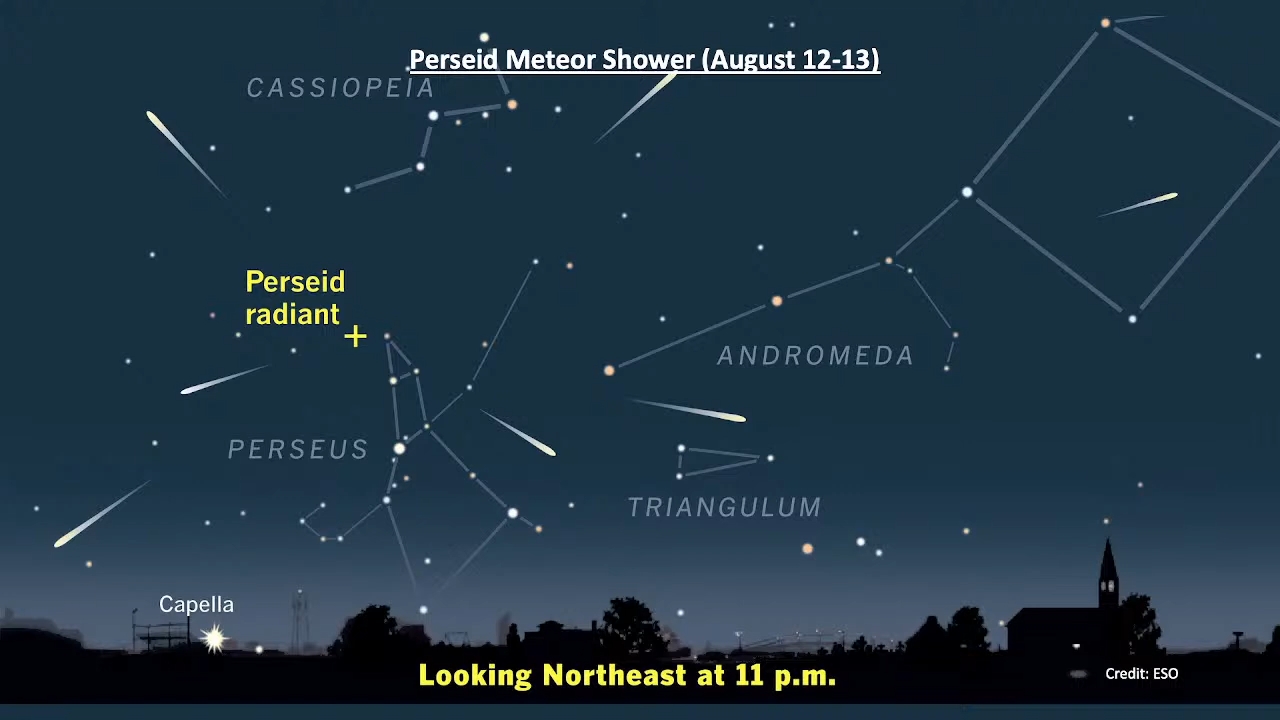 Perseid Meteor Shower (August 12-13)
CASSIOPEIA
Perseid
radiant
ANDROMEDA
PERSEUS
TRIANGULUM
Capella
Looking Northeast at 11 p.m.
Credit: ESO